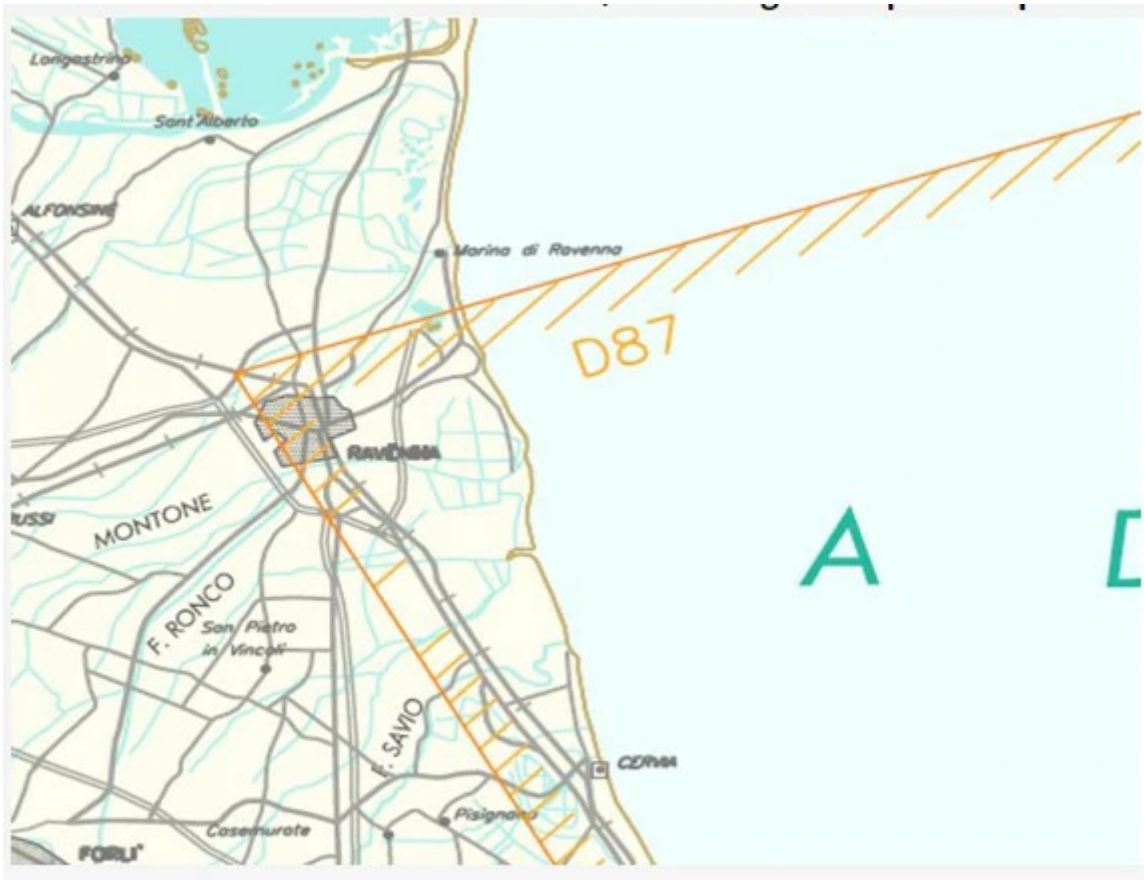 Longastrino
Sant'Alberto
ALFONSINE
Marina di Ravenna
D87
RAVENNA
MONTONE
F. RONCO
San Pietro
in Vincoli
A D
F. SAVIO
CERVIA
Pisignano
Casemurate
FORLI'